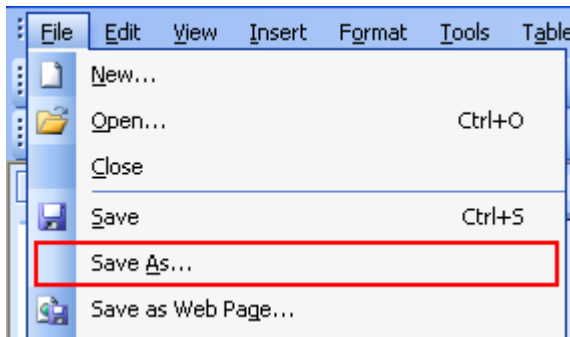 File Edit View Insert Format Tools Table
New...
Open... Ctrl+O
Close
Save Ctrl+S
Save As...
Save as Web Page...